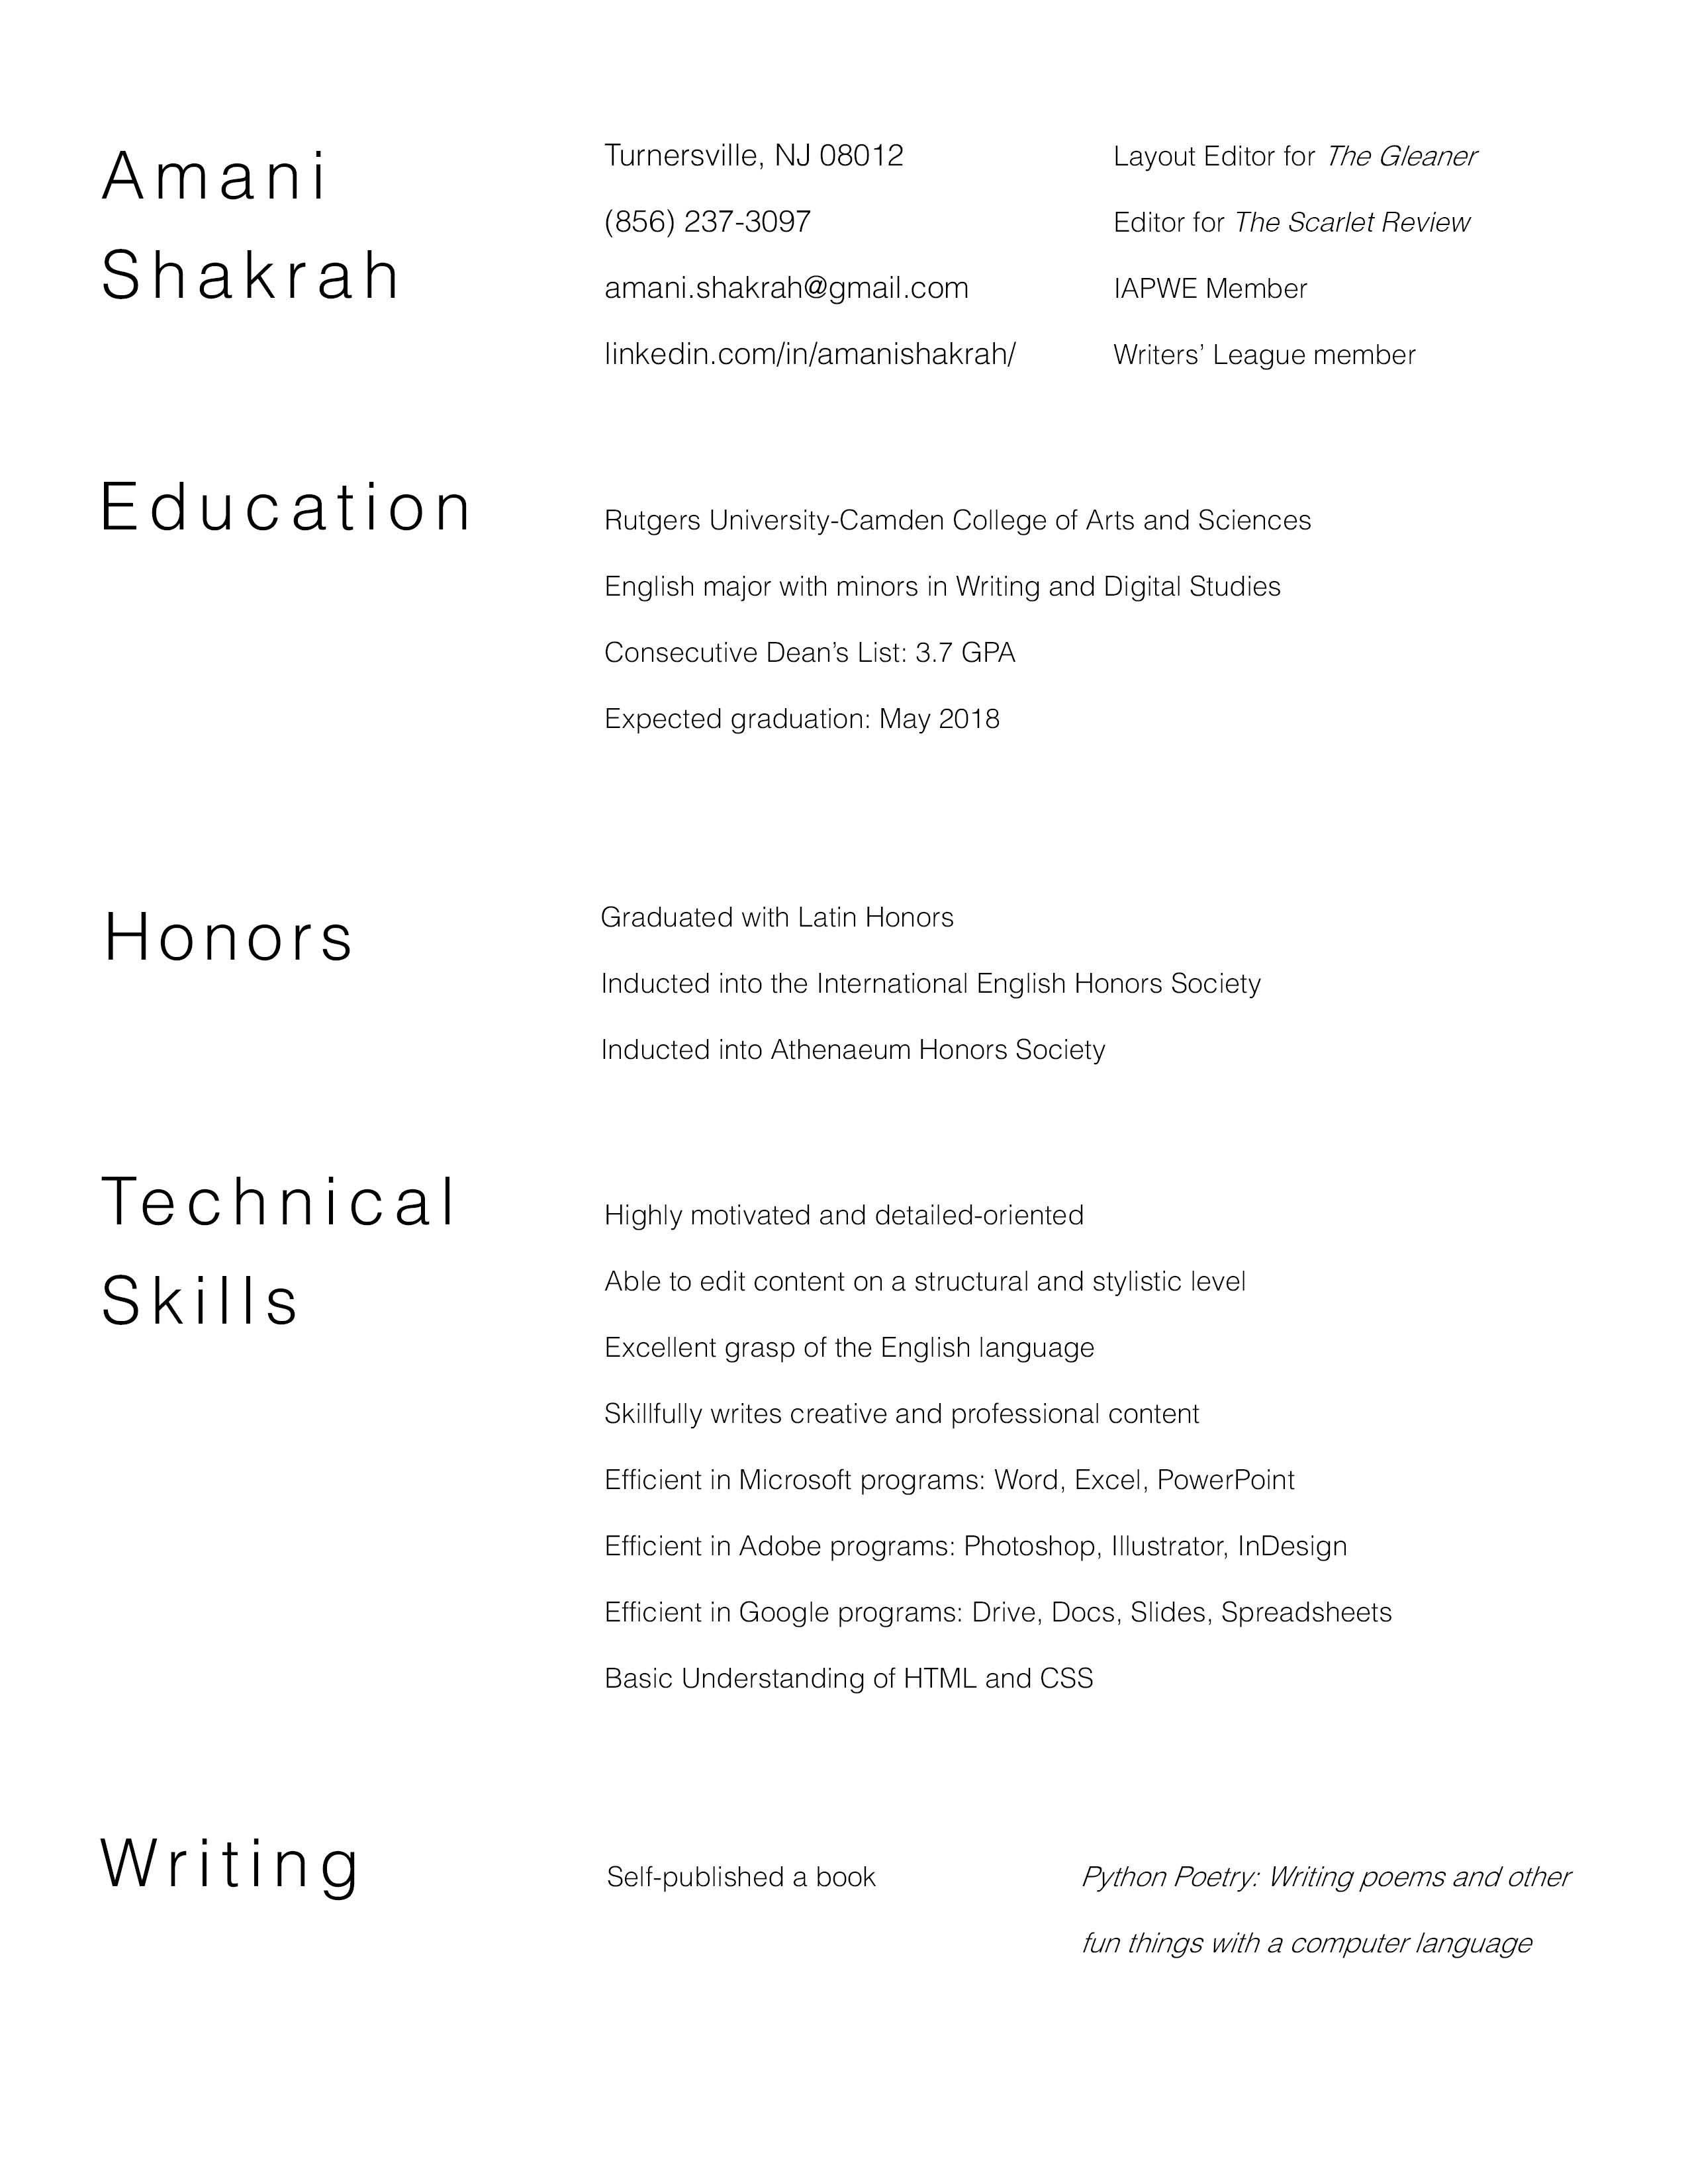 Amani
Shakrah
Turnersville, NJ 08012
(856) 237-3097
amani.shakrah@gmail.com
linkedin.com/in/amanishakrah/
Layout Editor for The Gleaner
Editor for The Scarlet Review
IAPWE Member
Writers’ League member
Education
Rutgers University-Camden College of Arts and Sciences
English major with minors in Writing and Digital Studies
Consecutive Dean’s List: 3.7 GPA
Expected graduation: May 2018
Honors
Graduated with Latin Honors
Inducted into the International English Honors Society
Inducted into Athenaeum Honors Society
Technical
Skills
Highly motivated and detailed-oriented
Able to edit content on a structural and stylistic level
Excellent grasp of the English language
Skillfully writes creative and professional content
Efficient in Microsoft programs: Word, Excel, PowerPoint
Efficient in Adobe programs: Photoshop, Illustrator, InDesign
Efficient in Google programs: Drive, Docs, Slides, Spreadsheets
Basic Understanding of HTML and CSS
Writing
Self-published a book
Python Poetry: Writing poems and other
fun things with a computer language